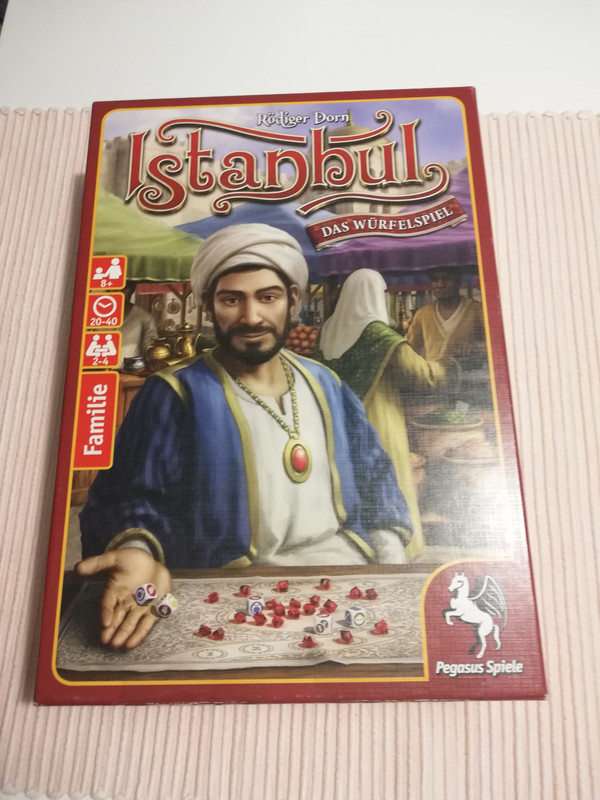 Rüdiger Dorn
Istanbul
DAS WÜRFELSPIEL
8+
20-40
2-4
Familie
Pegasus Spiele